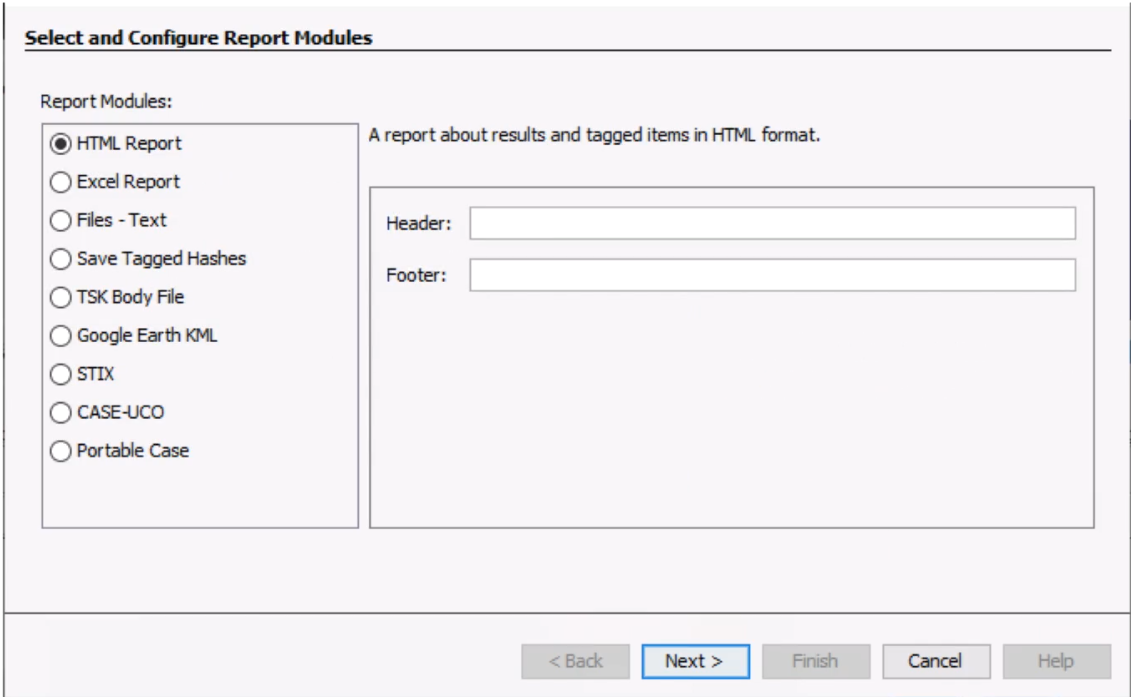 Select and Configure Report Modules
Report Modules:
HTML Report
Excel Report
Files - Text
Save Tagged Hashes
TSK Body File
Google Earth KML
STIX
CASE-UCO
Portable Case
A report about results and tagged items in HTML format.
Header:
Footer:
< Back Next > Finish Cancel Help